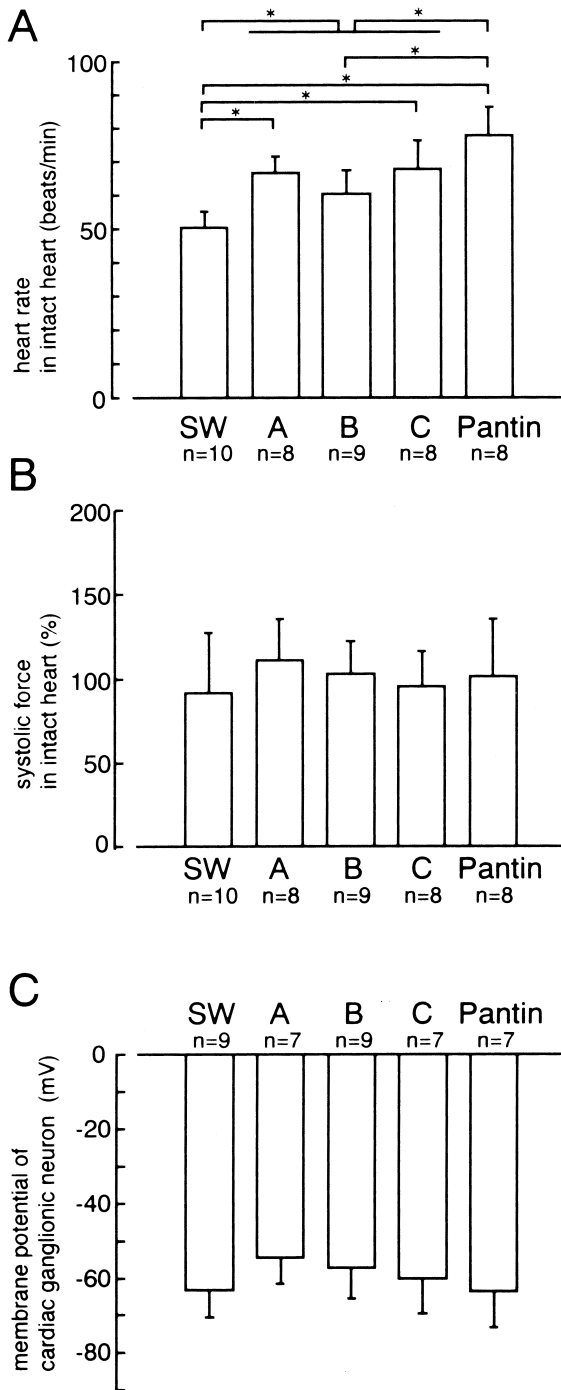 A
* *
*
*
*
*
100
50
0
heart rate
in intact heart (beats/min)
SW A B C Pantin
n=10 n=8 n=9 n=8 n=8
B
200
150
100
50
0
systolic force
in intact heart (%)
SW A B C Pantin
n=10 n=8 n=9 n=8 n=8
C
SW A B C Pantin
n=9 n=7 n=9 n=7 n=7
0
-20
-40
-60
-80
membrane potential of
cardiac ganglionic neuron (mV)